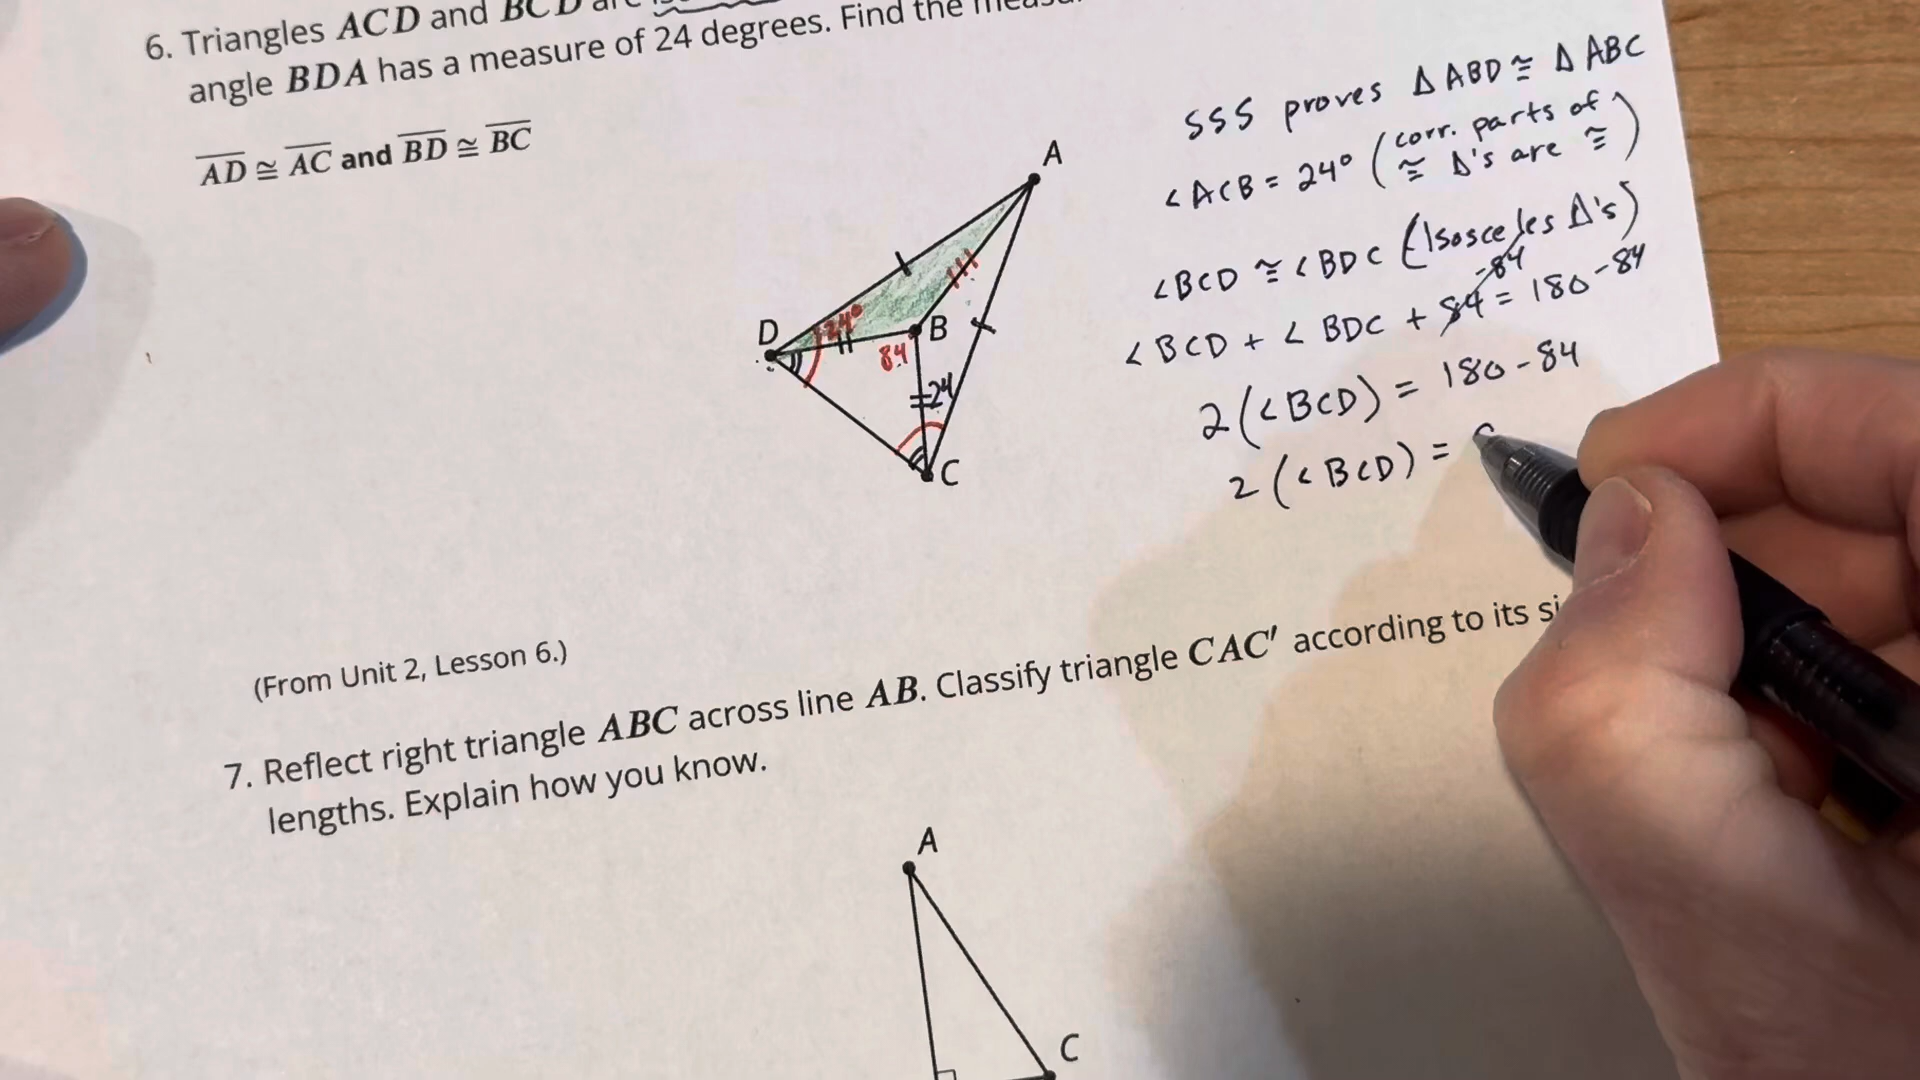 6. Triangles ACD and BCD are
angle BDA has a measure of 24 degrees. Find the
AD ≅ AC and BD ≅ BC
SSS proves Δ ABD ≅ Δ ABC
∠ACB = 24° (corr. parts of
≅ Δ's are ≅)
∠BCD ≅ ∠BDC (Isosceles Δ's)
-84
∠BCD + ∠BDC + 84 = 180 -84
2(∠BCD) = 180 - 84
2(∠BCD) =
A
D
24°
B
84
24
C
(From Unit 2, Lesson 6.)
7. Reflect right triangle ABC across line AB. Classify triangle CAC′ according to its
lengths. Explain how you know.
A
C